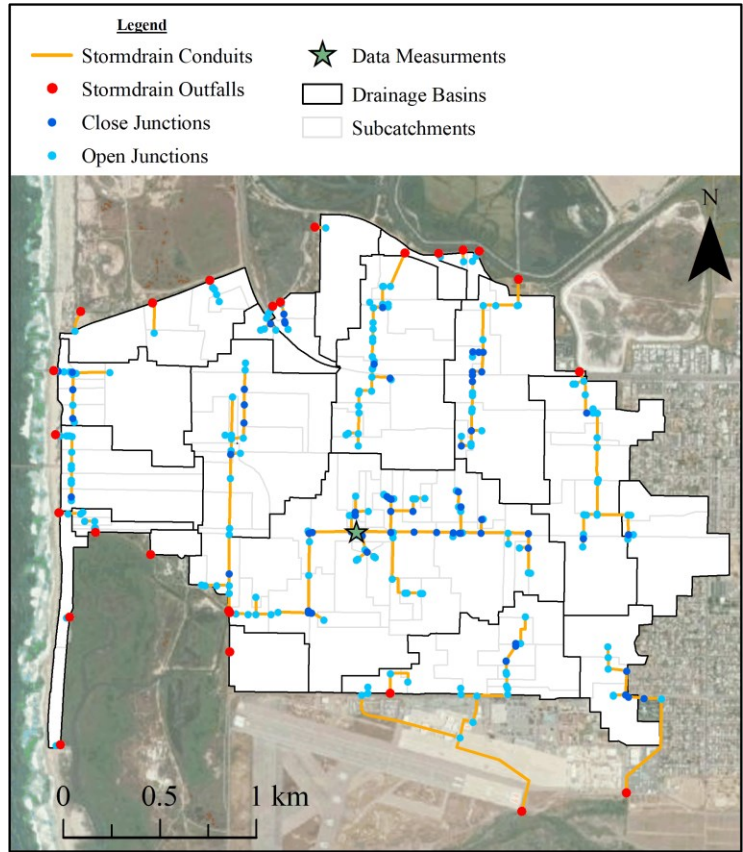 Legend
Stormdrain Conduits
Stormdrain Outfalls
Close Junctions
Open Junctions
Data Measurments
Drainage Basins
Subcatchments
N
0 0.5 1 km